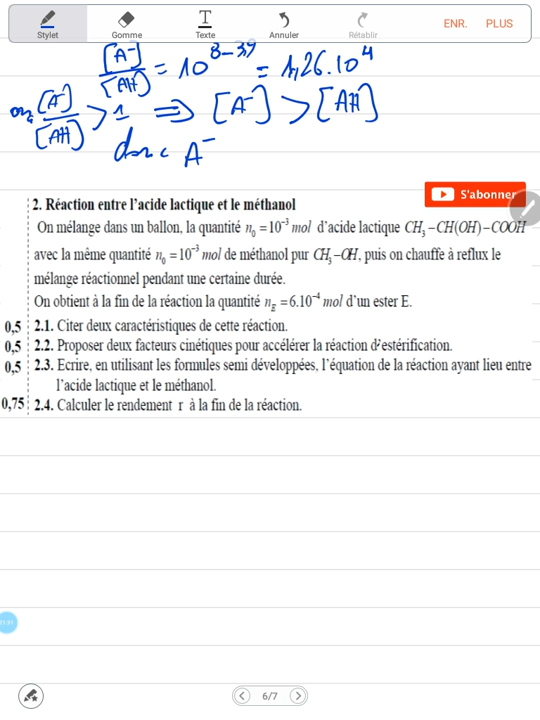 Stylet
Gomme
Texte
Annuler
Rétablir
ENR.
PLUS
[A⁻]/[AH] = 10^(8-3,9) = 1,26.10⁴
on a [A⁻]/[AH] > 1 ⇒ [A⁻] > [AH]
donc A⁻
S'abonner
2. Réaction entre l'acide lactique et le méthanol
On mélange dans un ballon, la quantité n₀ = 10⁻³ mol d'acide lactique CH₃ – CH(OH) – COOH
avec la même quantité n₀ = 10⁻³ mol de méthanol pur CH₃ – OH, puis on chauffe à reflux le
mélange réactionnel pendant une certaine durée.
On obtient à la fin de la réaction la quantité n_E = 6.10⁻⁴ mol d'un ester E.
0,5 2.1. Citer deux caractéristiques de cette réaction.
0,5 2.2. Proposer deux facteurs cinétiques pour accélérer la réaction d'estérification.
0,5 2.3. Ecrire, en utilisant les formules semi développées, l'équation de la réaction ayant lieu entre
l'acide lactique et le méthanol.
0,75 2.4. Calculer le rendement r à la fin de la réaction.
6/7